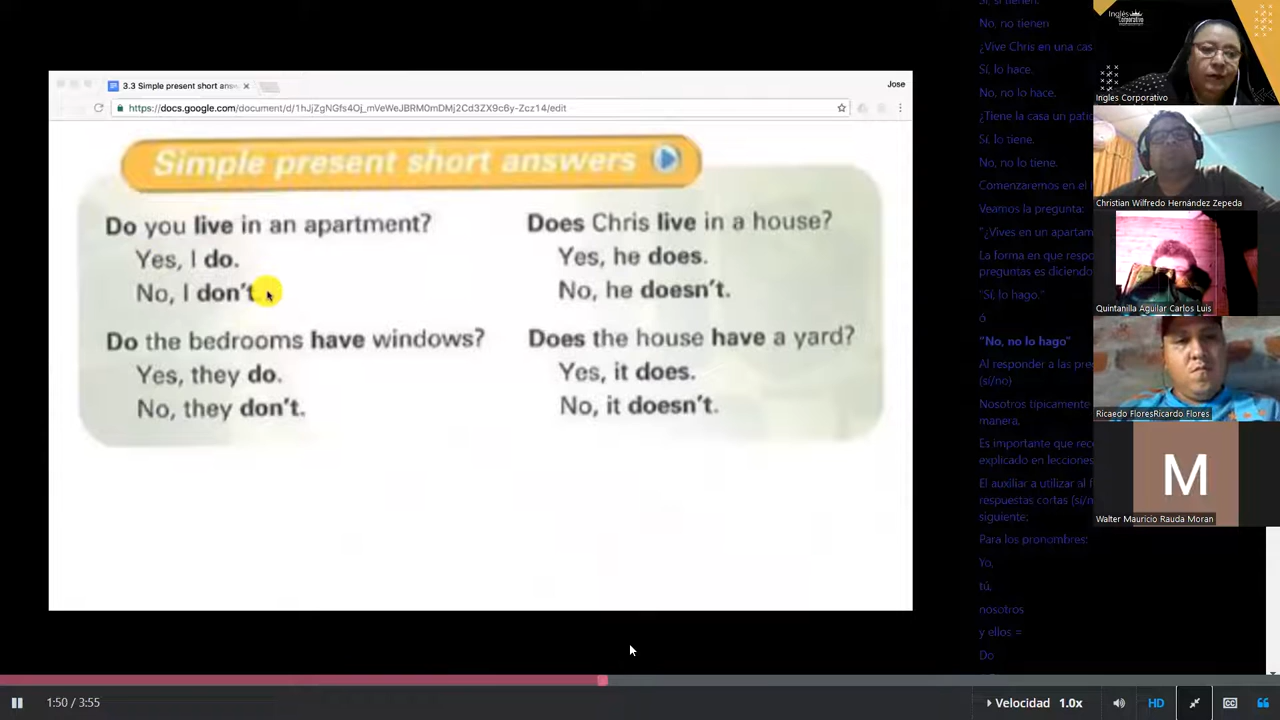 3.3 Simple present short answ
Jose
https://docs.google.com/document/d/1hJjZgNGfs4Oj_mVeWeJBRM0mDMj2Cd3ZX9c6y-Zcz14/edit
Simple present short answers
Do you live in an apartment?
Yes, I do.
No, I don't.
Do the bedrooms have windows?
Yes, they do.
No, they don't.
Does Chris live in a house?
Yes, he does.
No, he doesn't.
Does the house have a yard?
Yes, it does.
No, it doesn't.
Sí, sí tienen.
No, no tienen
¿Vive Chris en una cas
Sí, lo hace.
No, no lo hace.
¿Tiene la casa un patio
Sí, lo tiene.
No, no lo tiene.
Comenzaremos en el
Veamos la pregunta:
"¿Vives en un apartam
La forma en que respo
preguntas es diciendo
"Sí, lo hago."
ó
"No, no lo hago"
Al responder a las pre
(sí/no)
Nosotros típicamente
manera.
Es importante que reco
explicado en lecciones
El auxiliar a utilizar al f
respuestas cortas (sí/n
siguiente;
Para los pronombres:
Yo,
tú,
nosotros
y ellos =
Do
Inglés
Corporativo
Ingles Corporativo
Christian Wilfredo Hernández Zepeda
Quintanilla Aguilar Carlos Luis
Ricaedo FloresRicardo Flores
M
Walter Mauricio Rauda Moran
1:50 / 3:55
Velocidad 1.0x
HD
CC